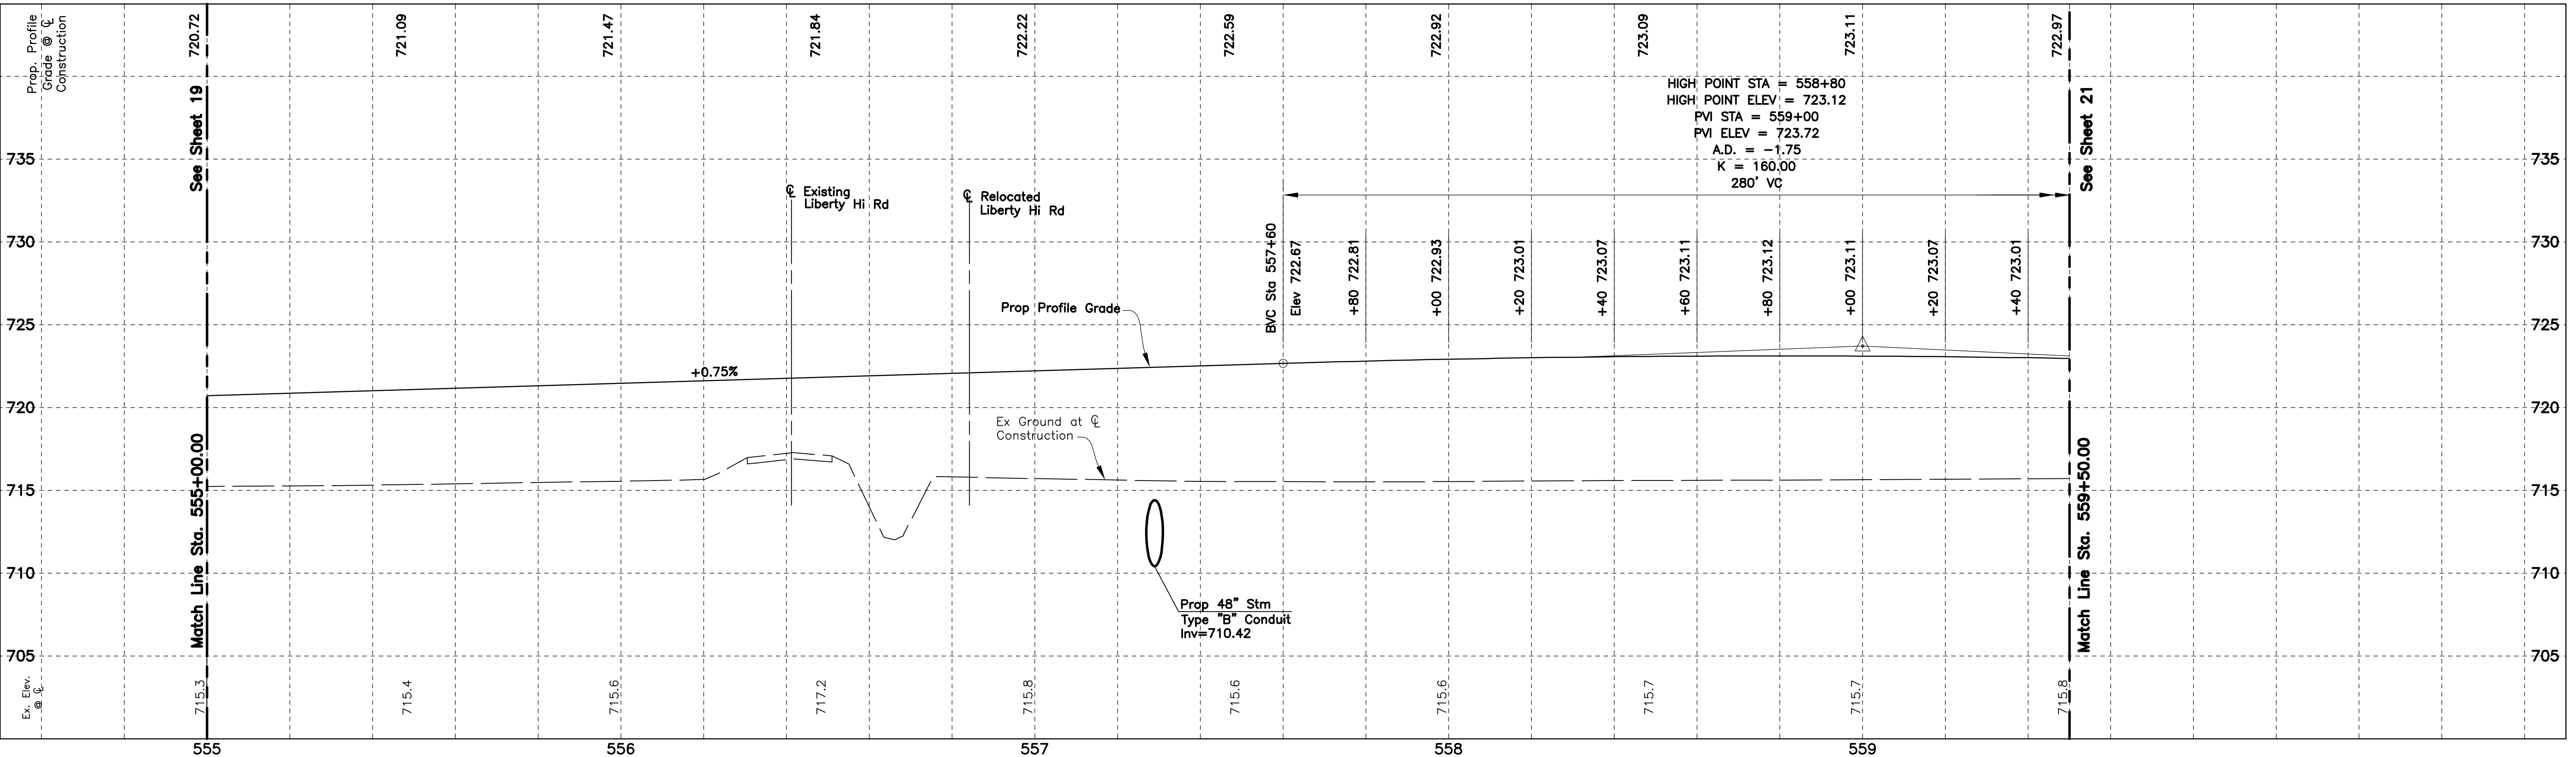 Prop. Profile
Grade @ ℄
Construction
720.72
721.09
721.47
721.84
722.22
722.59
722.92
723.09
723.11
722.97
See Sheet 19
See Sheet 21
HIGH POINT STA = 558+80
HIGH POINT ELEV = 723.12
PVI STA = 559+00
PVI ELEV = 723.72
A.D. = -1.75
K = 160.00
280' VC
735
735
℄ Existing
Liberty Hi Rd
℄ Relocated
Liberty Hi Rd
730
730
BVC Sta 557+60
Elev 722.67
+80 722.81
+00 722.93
+20 723.01
+40 723.07
+60 723.11
+80 723.12
+00 723.11
+20 723.07
+40 723.01
Prop Profile Grade
725
725
+0.75%
720
720
Ex Ground at ℄
Construction
Match Line Sta. 555+00.00
Match Line Sta. 559+50.00
715
715
710
710
Prop 48" Stm
Type "B" Conduit
Inv=710.42
705
705
Ex. Elev.
@ ℄
715.3
715.4
715.6
717.2
715.8
715.6
715.6
715.7
715.7
715.8
555
556
557
558
559